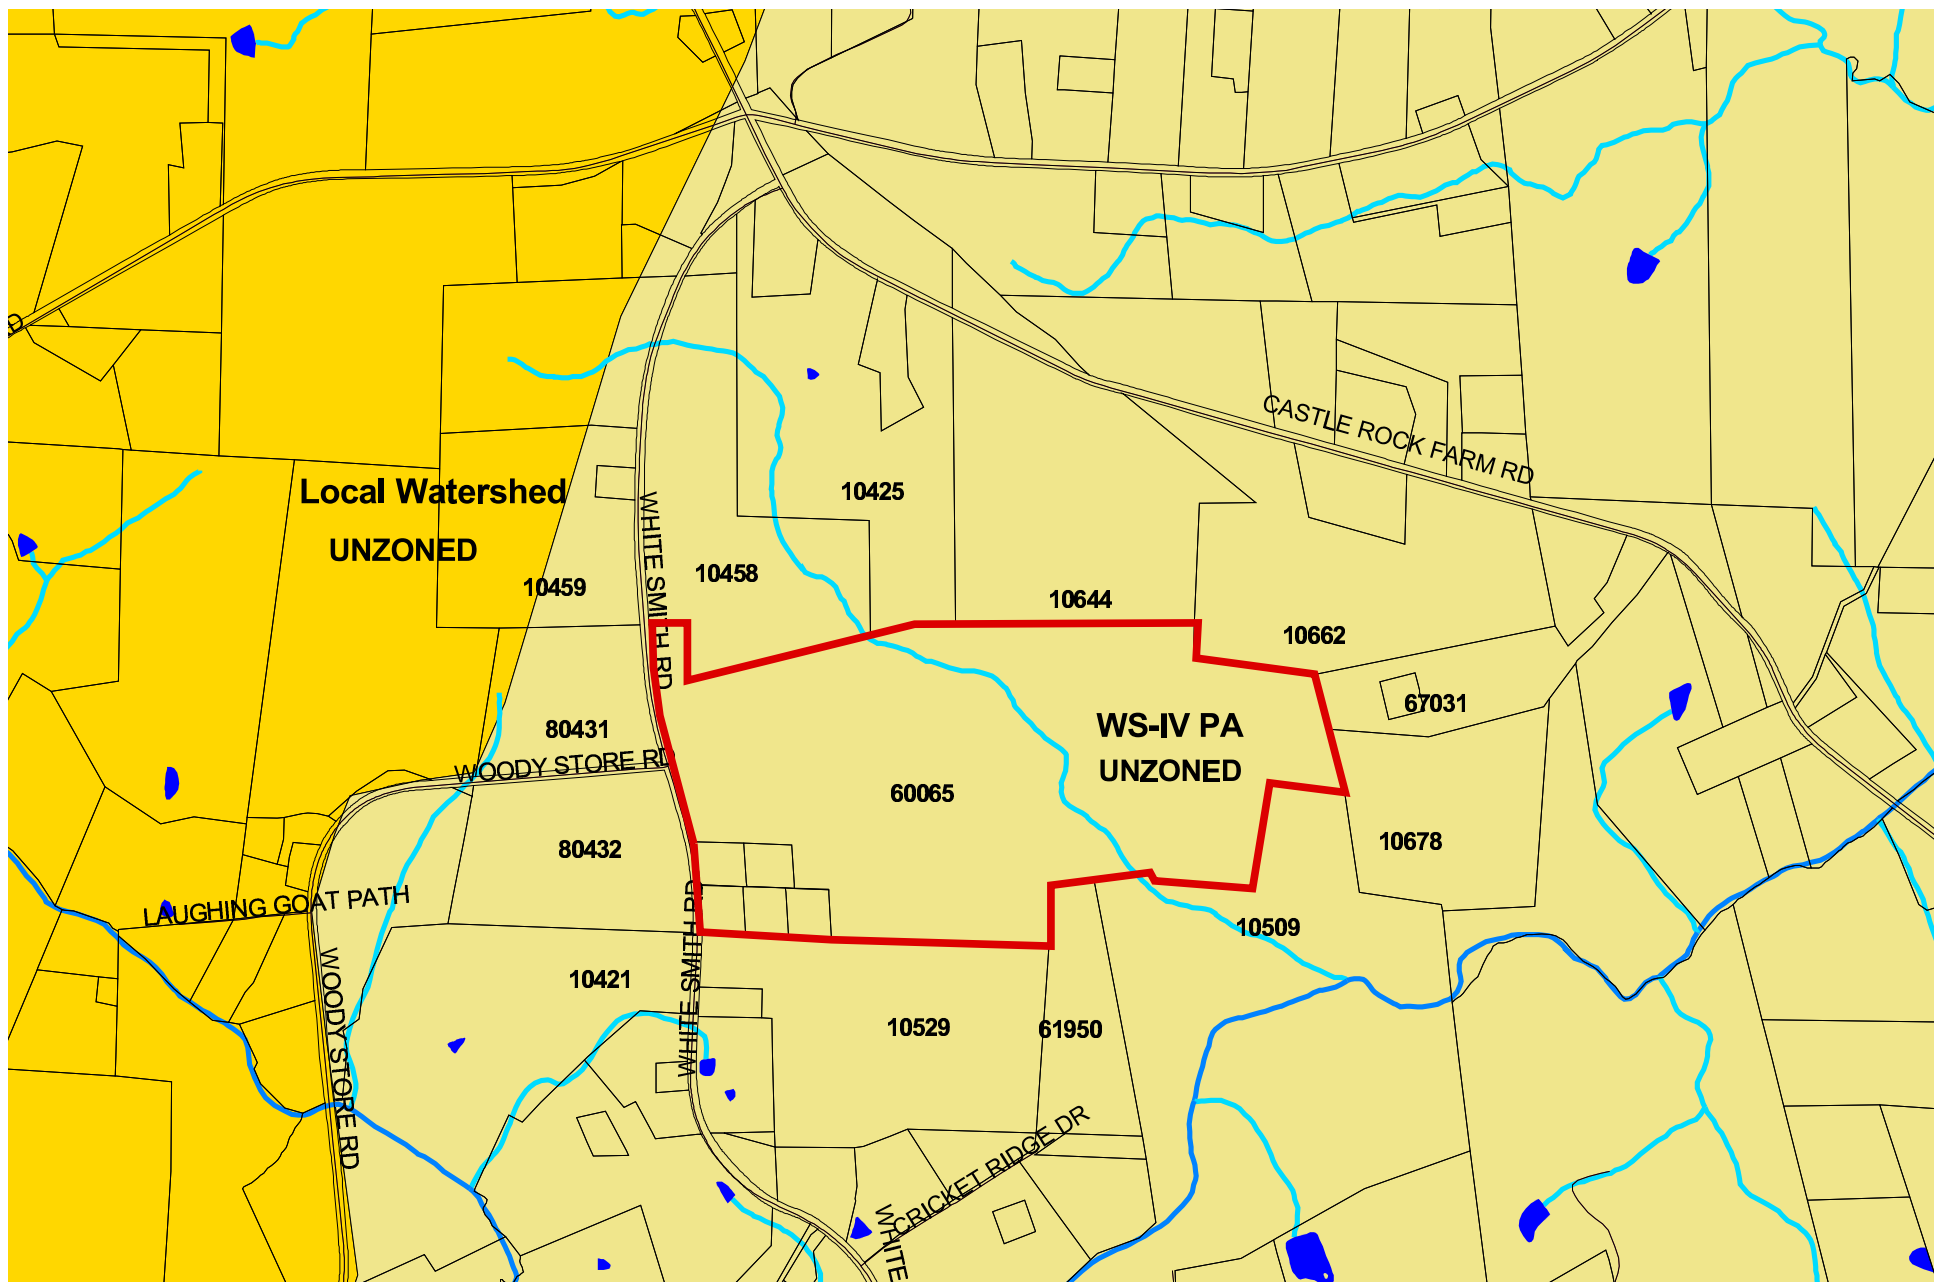 D
CASTLE ROCK FARM RD
Local Watershed
UNZONED
10425
WHITE SMITH RD
10459
10458
10644
10662
67031
80431
WS-IV PA
UNZONED
WOODY STORE RD
60065
80432
10678
LAUGHING GOAT PATH
WHITE SMITH RD
10509
10421
WOODY STORE RD
10529
61950
CRICKET RIDGE DR
WHITE